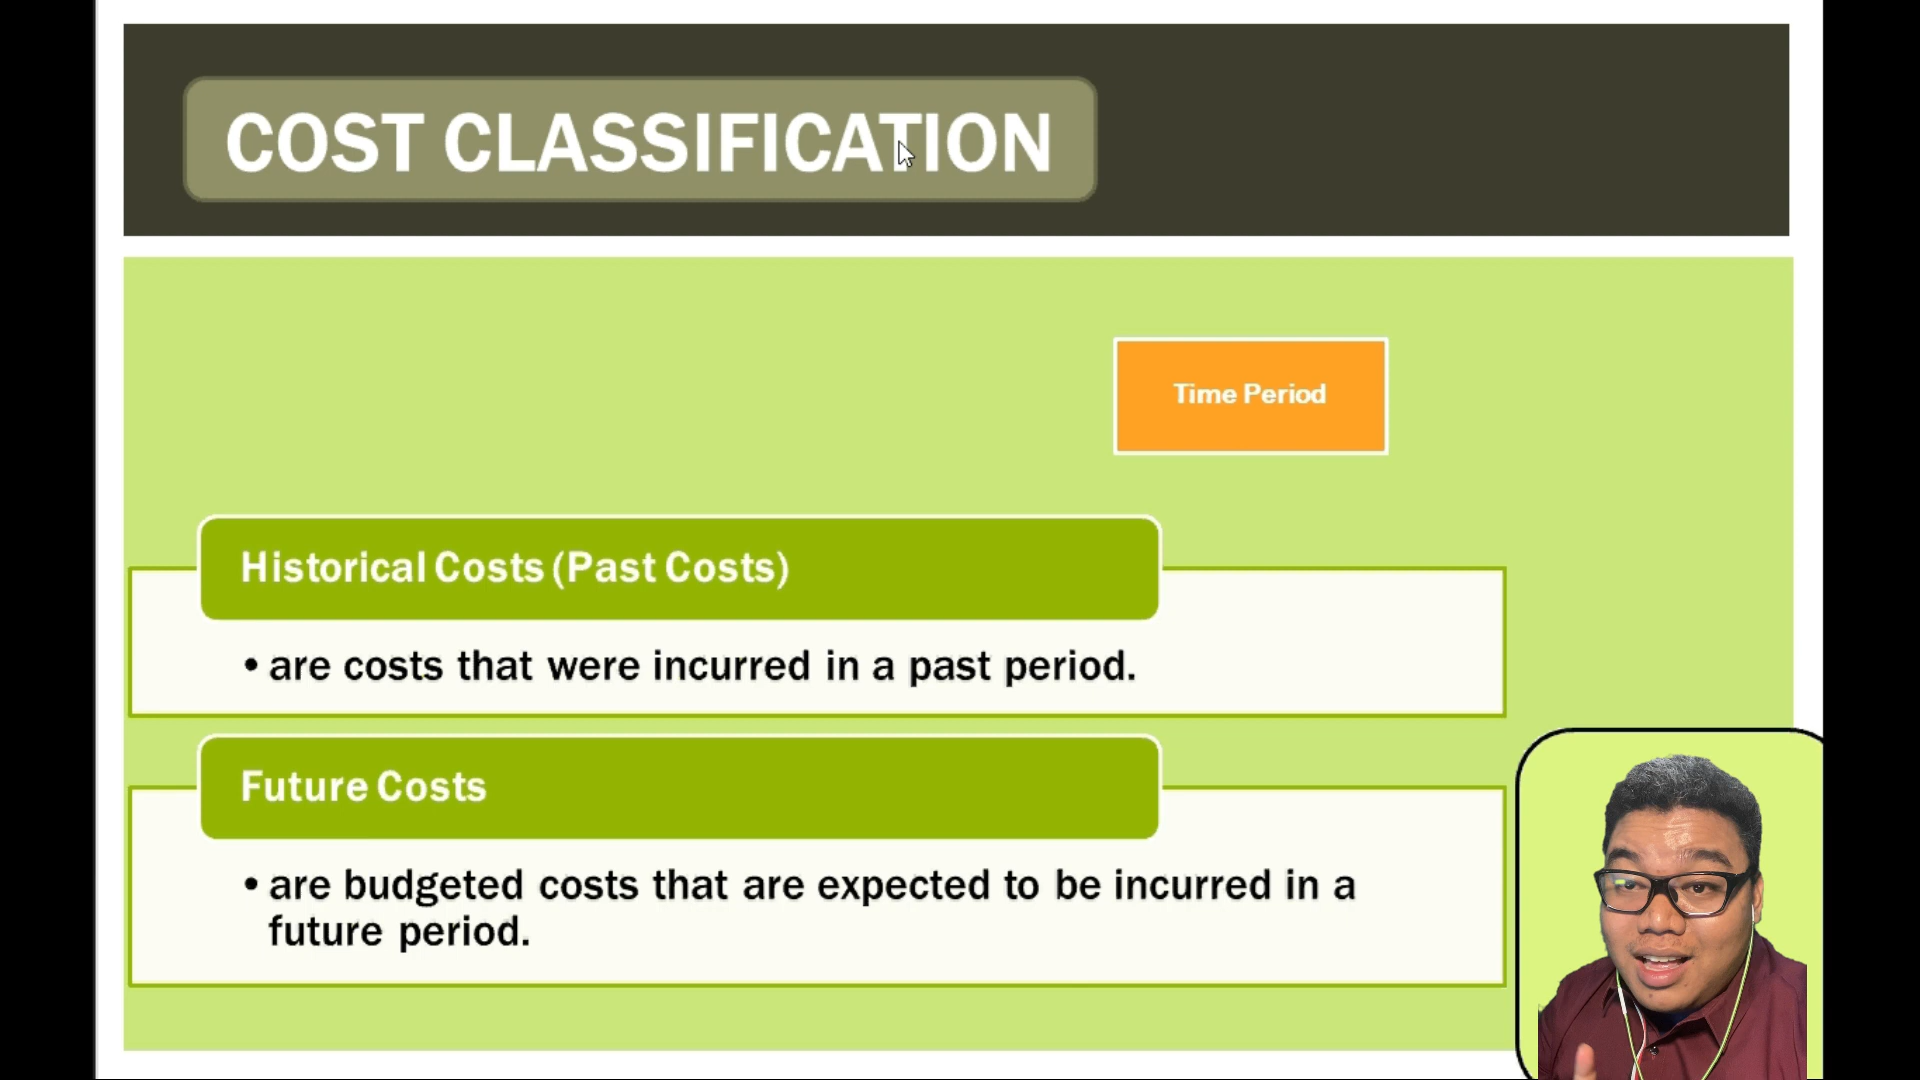 COST CLASSIFICATION
Time Period
Historical Costs (Past Costs)
• are costs that were incurred in a past period.
Future Costs
• are budgeted costs that are expected to be incurred in a
future period.